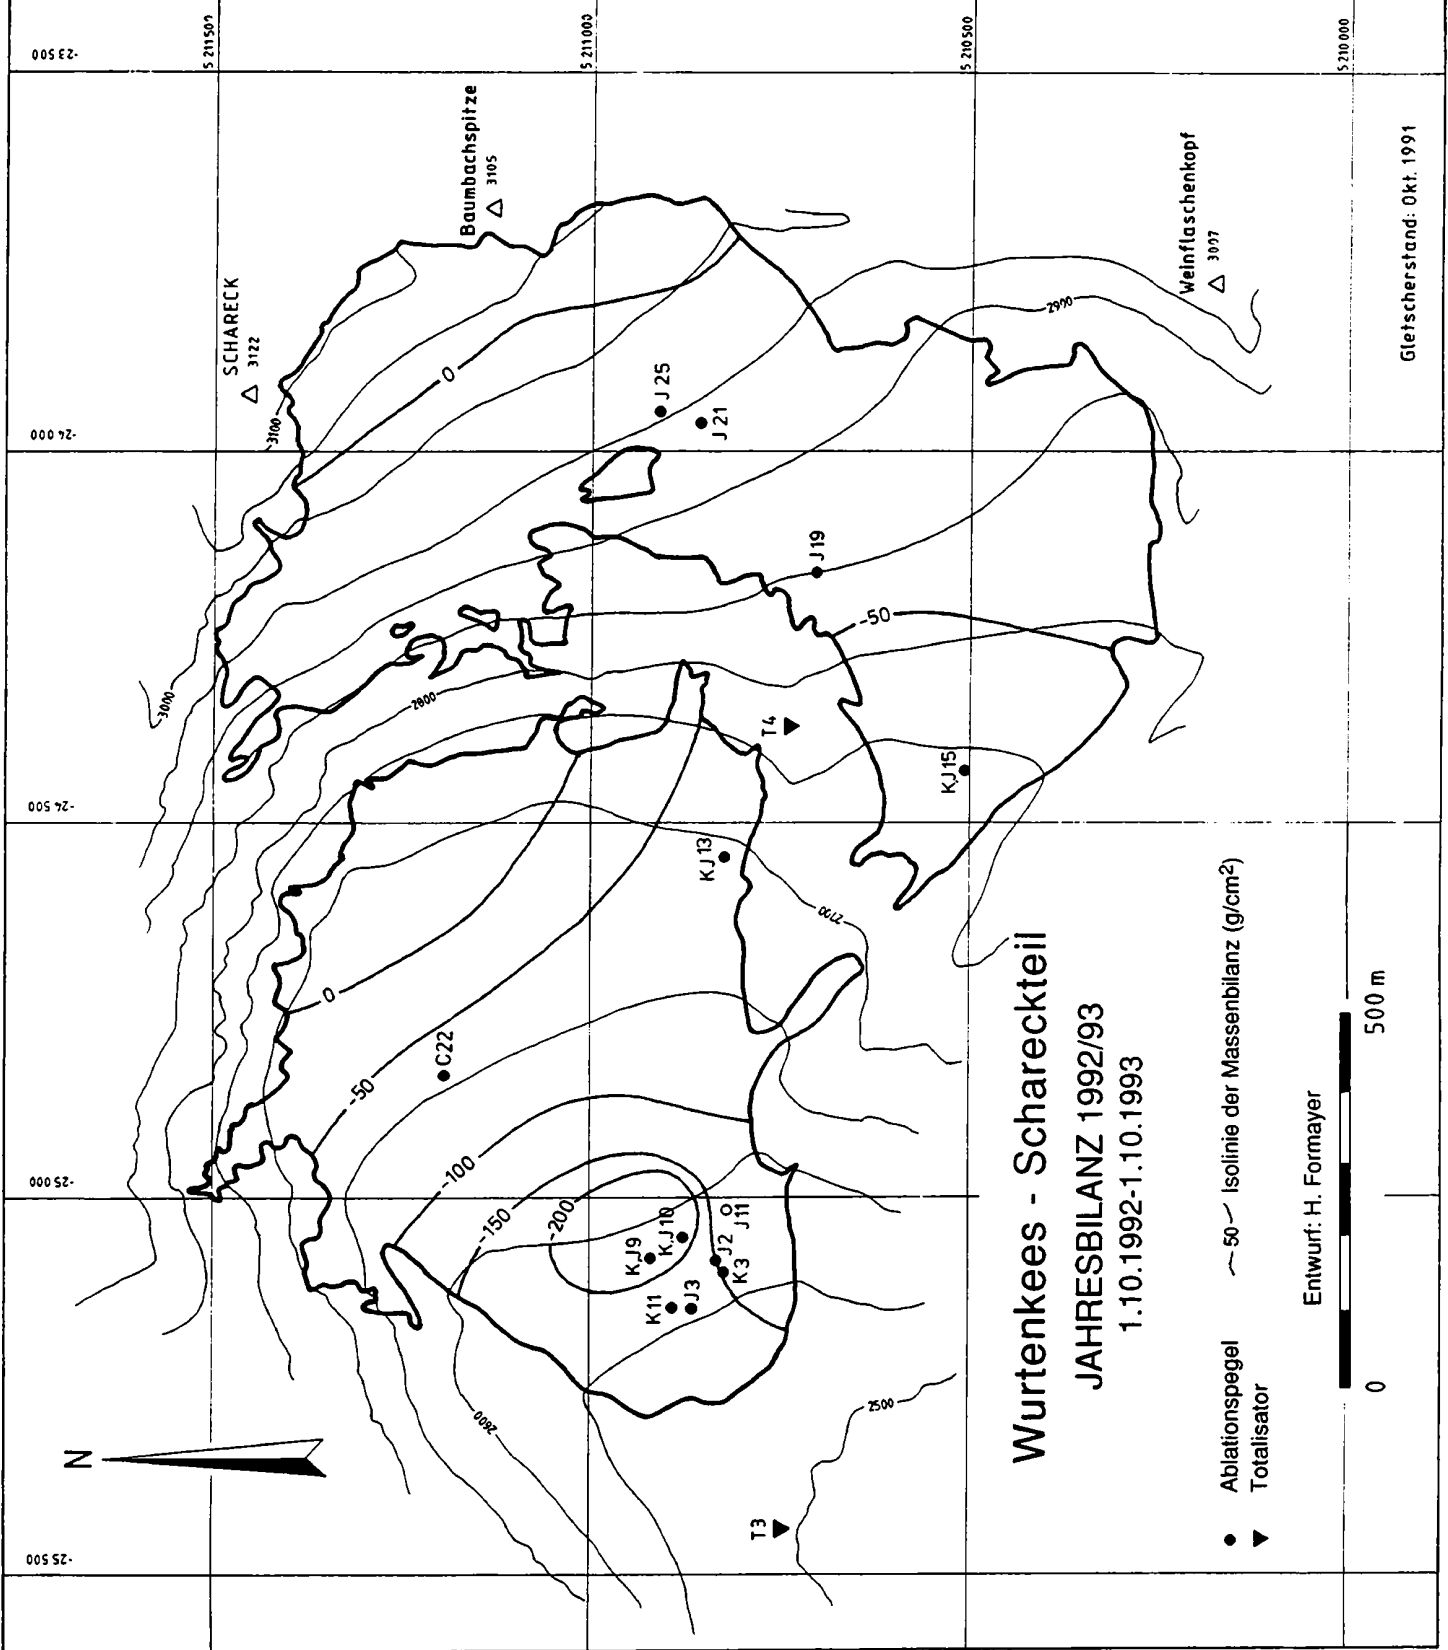 -23 500
-24 000
-24 500
-25 000
-25 500
5 211 500
5 211 000
5 210 500
5 210 000
N
SCHARECK
3122
Baumbachspitze
3105
Weinflaschenkopf
3097
3100
3000
2900
2800
2700
2600
2500
0
0
-50
-50
-100
-150
-200
J 25
J 21
J19
KJ15
T4
KJ13
C22
KJ9
KJ10
J11
J2
K3
K11
J3
T3
Wurtenkees - Schareckteil
JAHRESBILANZ 1992/93
1.10.1992-1.10.1993
Ablationspegel
Totalisator
-50- Isolinie der Massenbilanz (g/cm²)
Entwurf: H. Formayer
0
500 m
Gletscherstand: Okt. 1991